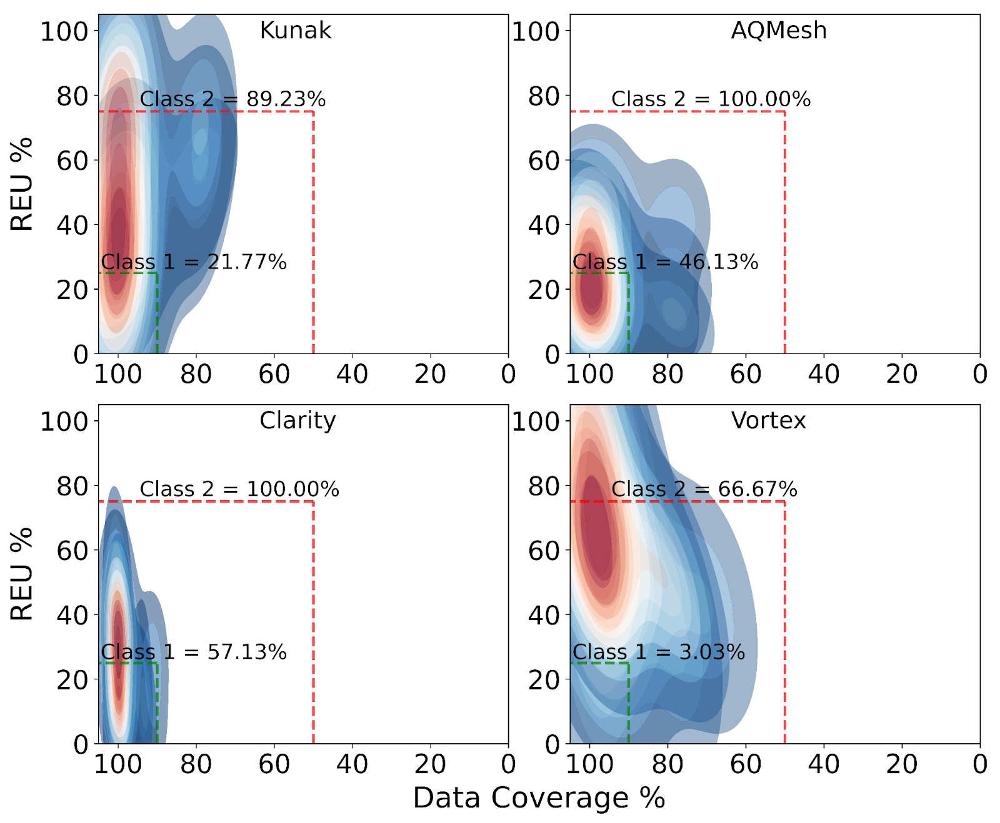 Kunak
AQMesh
100
80
60
40
20
0
REU %
Class 2 = 89.23%
Class 1 = 21.77%
100 80 60 40 20 0
100
80
60
40
20
0
Class 2 = 100.00%
Class 1 = 46.13%
100 80 60 40 20 0
Clarity
Vortex
100
80
60
40
20
0
REU %
Class 2 = 100.00%
Class 1 = 57.13%
100 80 60 40 20 0
100
80
60
40
20
0
Class 2 = 66.67%
Class 1 = 3.03%
100 80 60 40 20 0
Data Coverage %